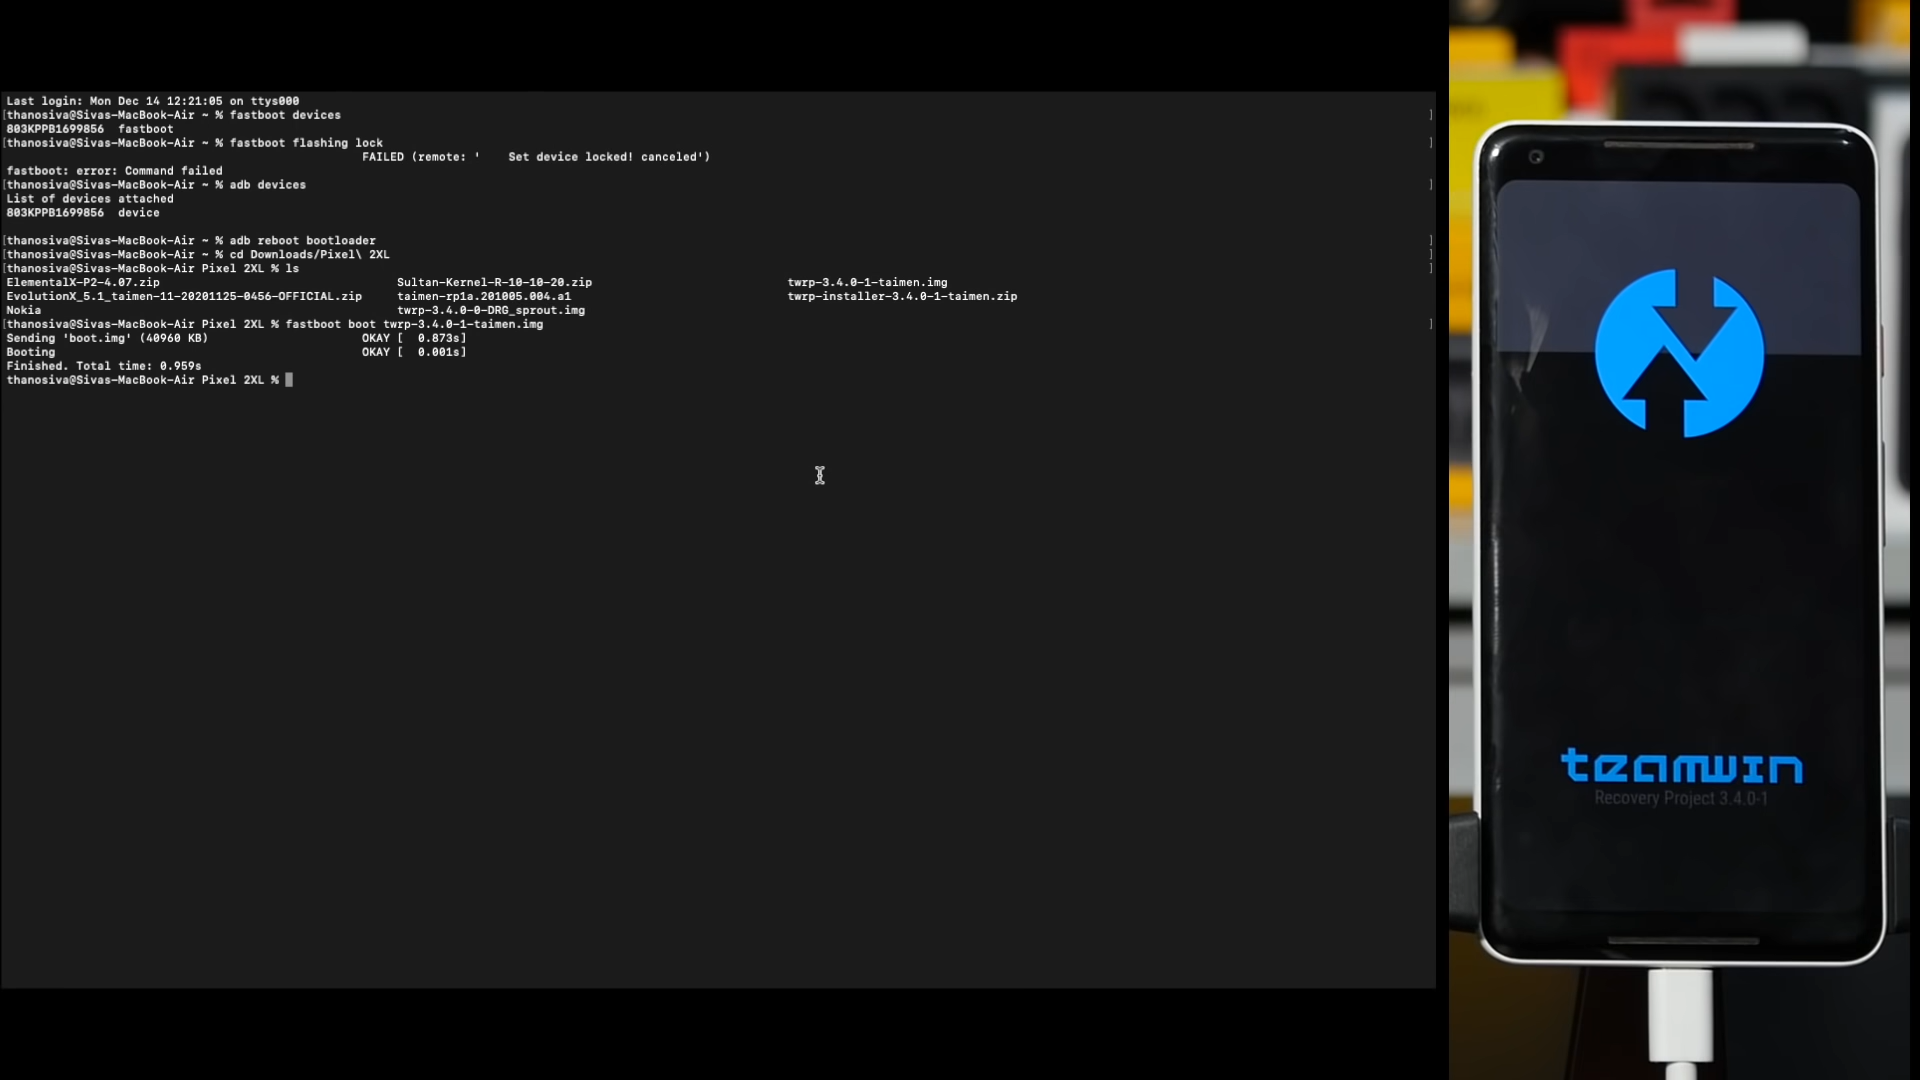 Last login: Mon Dec 14 12:21:05 on ttys000
[thanosiva@Sivas-MacBook-Air ~ % fastboot devices ]
803KPPB1699856  fastboot
[thanosiva@Sivas-MacBook-Air ~ % fastboot flashing lock ]
FAILED (remote: '    Set device locked! canceled')
fastboot: error: Command failed
[thanosiva@Sivas-MacBook-Air ~ % adb devices ]
List of devices attached
803KPPB1699856  device
[thanosiva@Sivas-MacBook-Air ~ % adb reboot bootloader ]
[thanosiva@Sivas-MacBook-Air ~ % cd Downloads/Pixel\ 2XL ]
[thanosiva@Sivas-MacBook-Air Pixel 2XL % ls ]
ElementalX-P2-4.07.zip Sultan-Kernel-R-10-10-20.zip twrp-3.4.0-1-taimen.img
EvolutionX_5.1_taimen-11-20201125-0456-OFFICIAL.zip taimen-rp1a.201005.004.a1 twrp-installer-3.4.0-1-taimen.zip
Nokia twrp-3.4.0-0-DRG_sprout.img
[thanosiva@Sivas-MacBook-Air Pixel 2XL % fastboot boot twrp-3.4.0-1-taimen.img ]
Sending 'boot.img' (40960 KB) OKAY [  0.873s]
Booting OKAY [  0.001s]
Finished. Total time: 0.959s
thanosiva@Sivas-MacBook-Air Pixel 2XL %
teamwin
Recovery Project 3.4.0-1